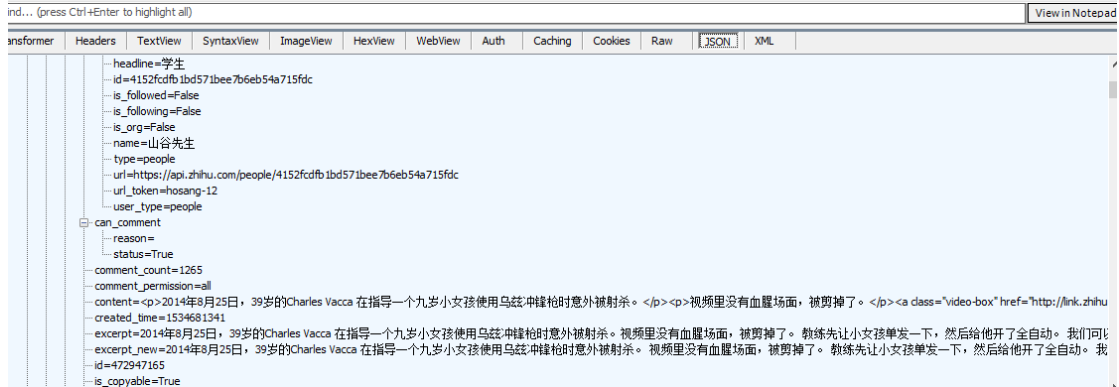 ind... (press Ctrl+Enter to highlight all)
View in Notepad
ansformer Headers TextView SyntaxView ImageView HexView WebView Auth Caching Cookies Raw JSON XML
headline=学生
id=4152fcdfb1bd571bee7b6eb54a715fdc
is_followed=False
is_following=False
is_org=False
name=山谷先生
type=people
url=https://api.zhihu.com/people/4152fcdfb1bd571bee7b6eb54a715fdc
url_token=hosang-12
user_type=people
can_comment
reason=
status=True
comment_count=1265
comment_permission=all
content=<p>2014年8月25日，39岁的Charles Vacca 在指导一个九岁小女孩使用乌兹冲锋枪时意外被射杀。</p><p>视频里没有血腥场面，被剪掉了。</p><a class="video-box" href="http://link.zhihu
created_time=1534681341
excerpt=2014年8月25日，39岁的Charles Vacca 在指导一个九岁小女孩使用乌兹冲锋枪时意外被射杀。视频里没有血腥场面，被剪掉了。 教练先让小女孩单发一下，然后给他开了全自动。 我们可以
excerpt_new=2014年8月25日，39岁的Charles Vacca 在指导一个九岁小女孩使用乌兹冲锋枪时意外被射杀。 视频里没有血腥场面，被剪掉了。 教练先让小女孩单发一下，然后给他开了全自动。 我
id=472947165
is_copyable=True